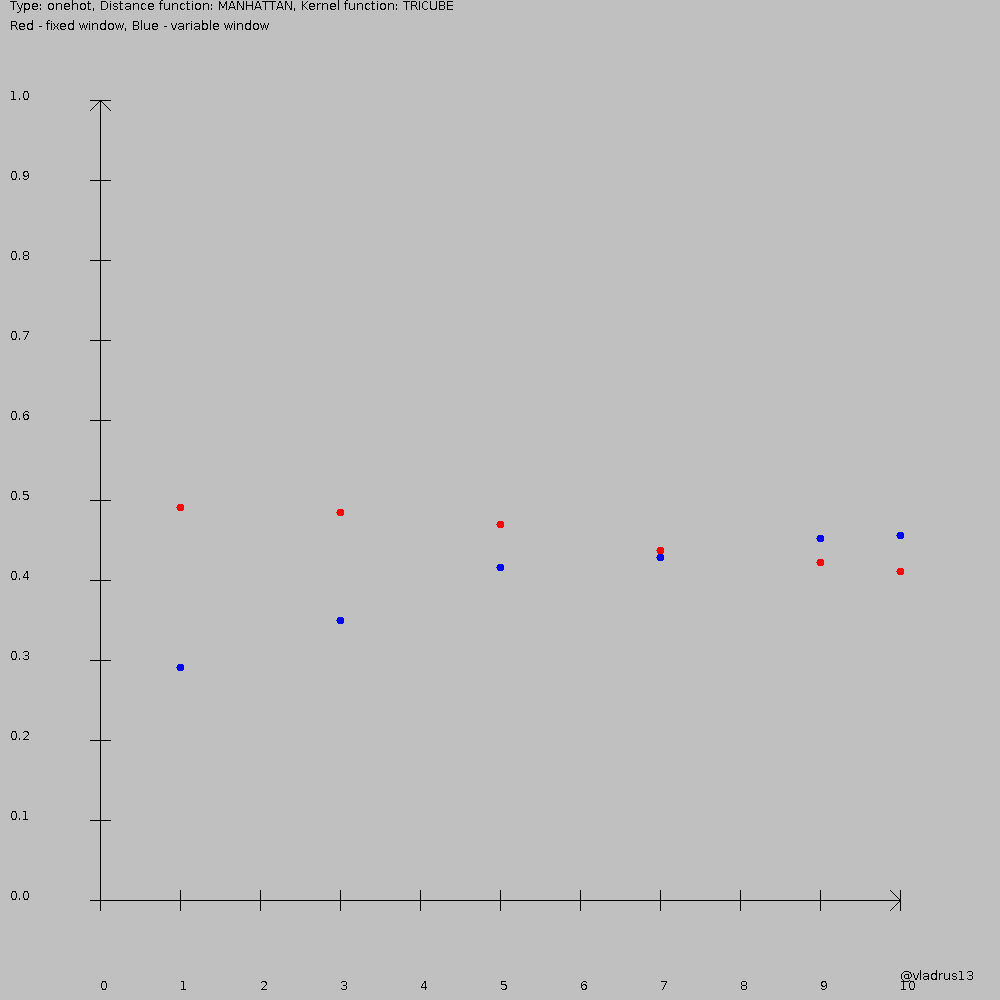 Type: onehot, Distance function: MANHATTAN, Kernel function: TRICUBE
Red - fixed window, Blue - variable window
1.0
0.9
0.8
0.7
0.6
0.5
0.4
0.3
0.2
0.1
0.0
@vladrus13
0 1 2 3 4 5 6 7 8 9 10